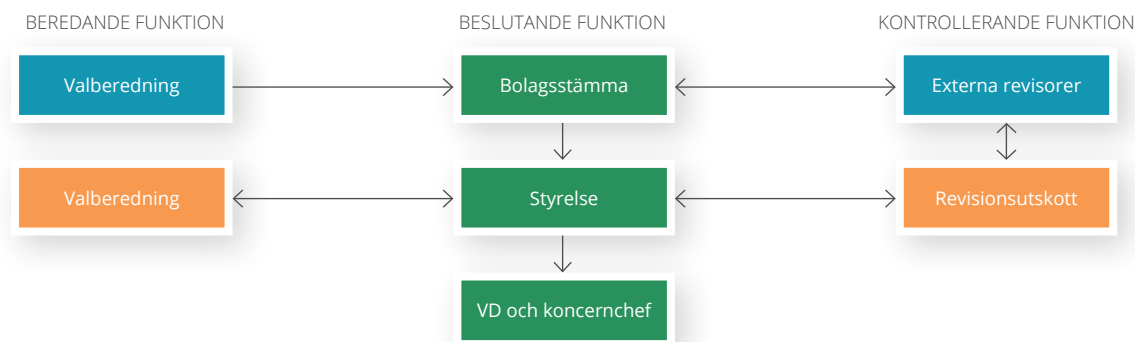 BEREDANDE FUNKTION
BESLUTANDE FUNKTION
KONTROLLERANDE FUNKTION
Valberedning
Bolagsstämma
Externa revisorer
Valberedning
Styrelse
Revisionsutskott
VD och koncernchef